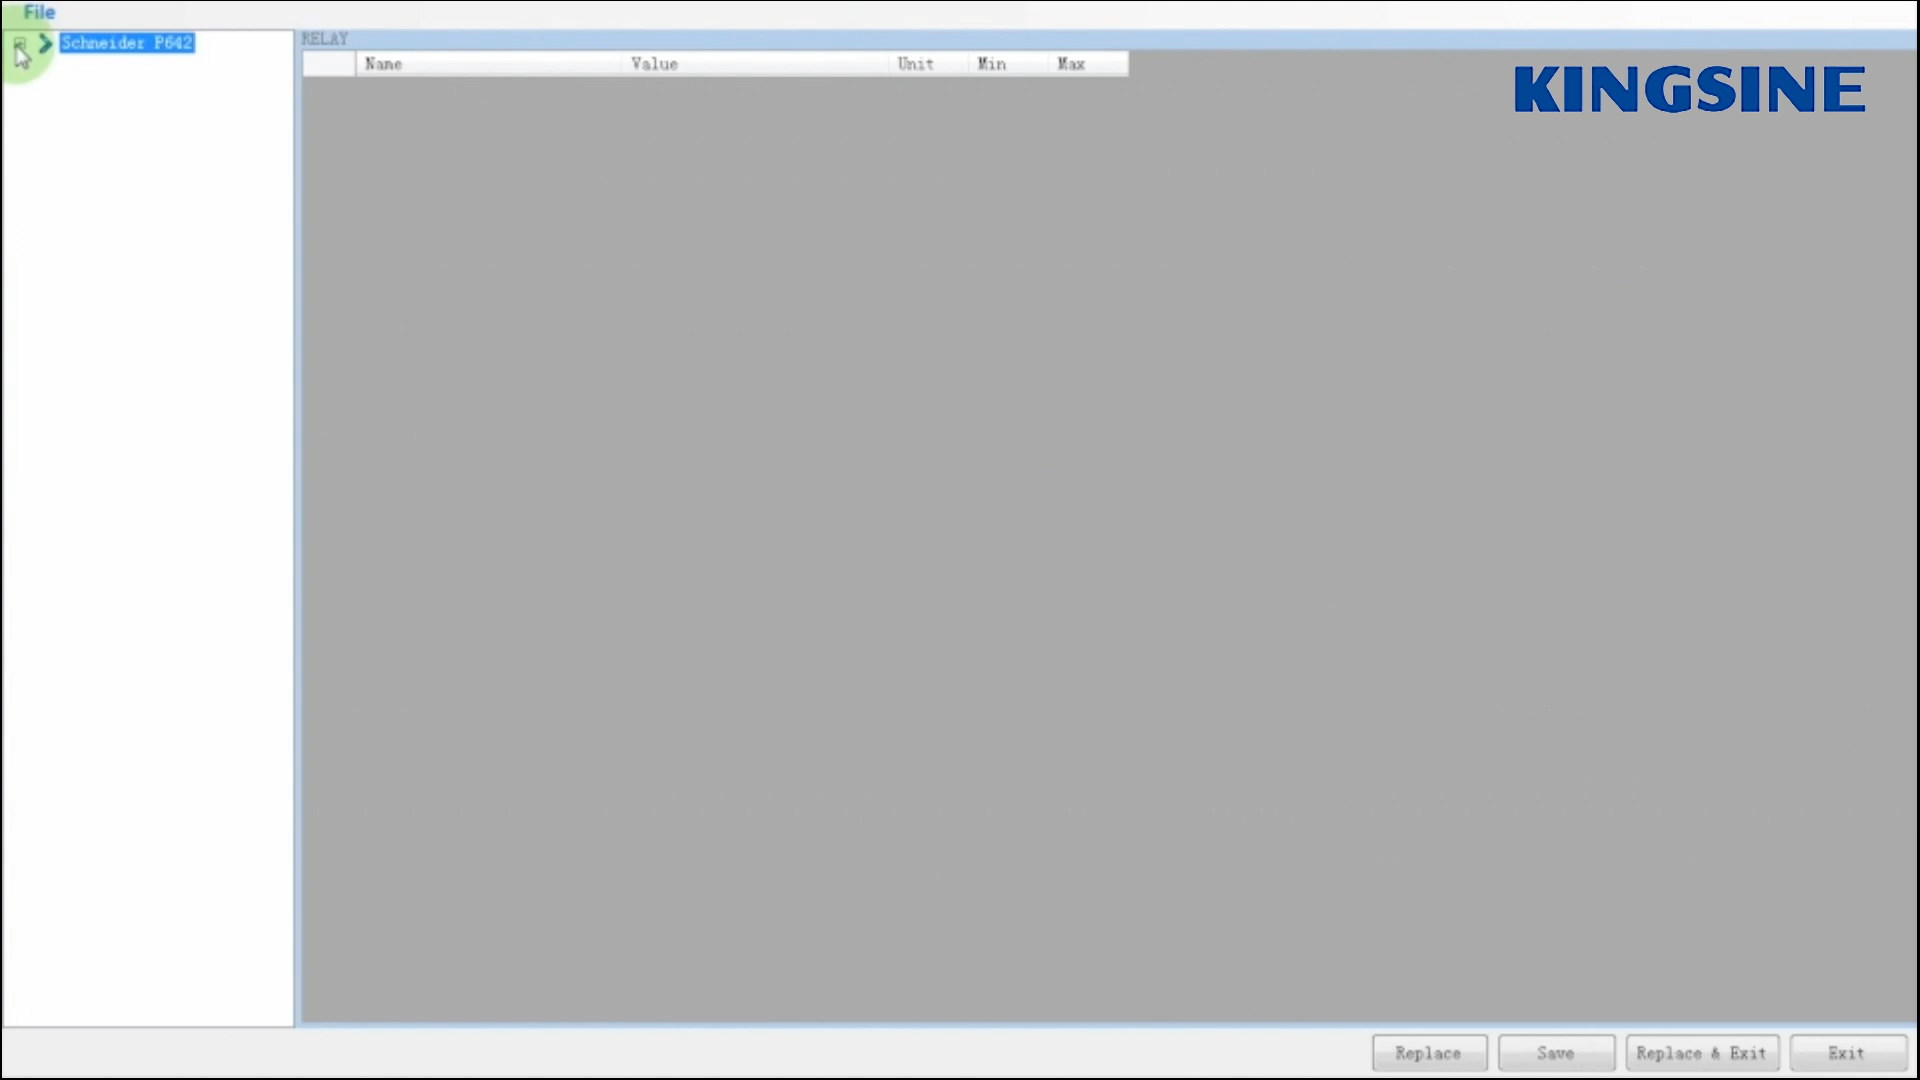 File
Schneider P642
RELAY
Name Value Unit Min Max
KINGSINE
Replace Save Replace & Exit Exit